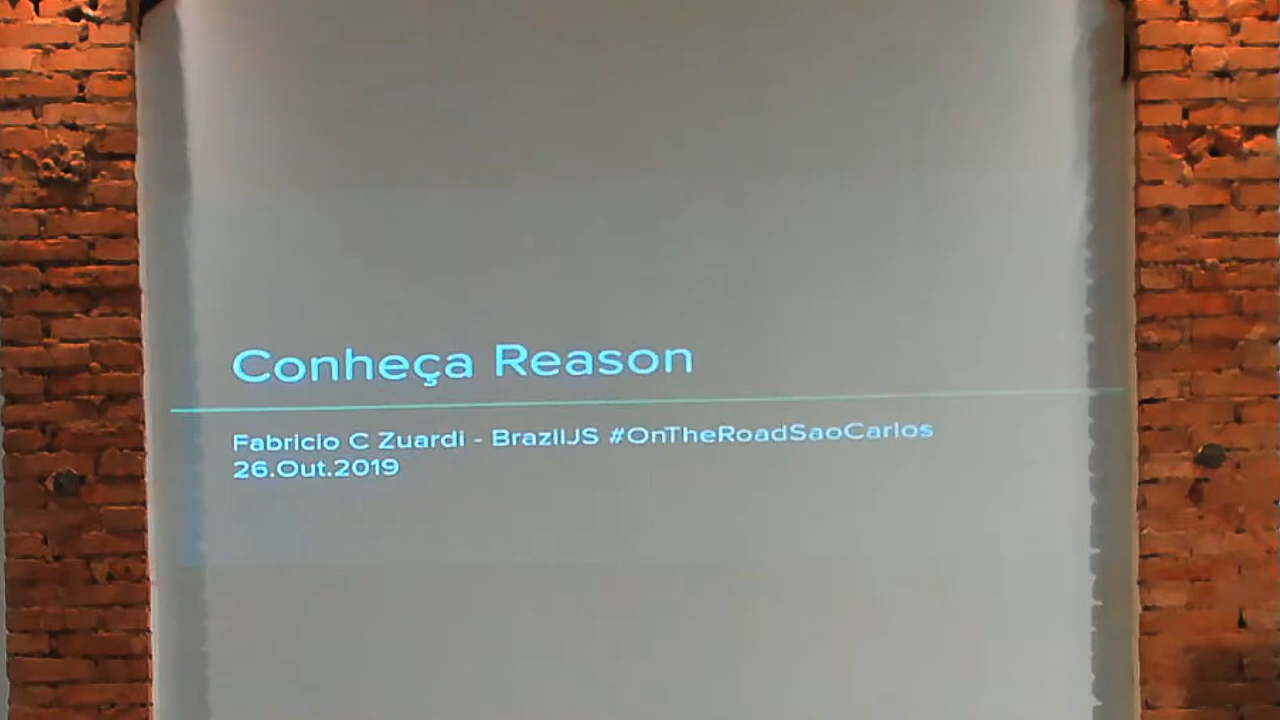 Conheça Reason
Fabricio C Zuardi - BrazilJS #OnTheRoadSaoCarlos
26.Out.2019